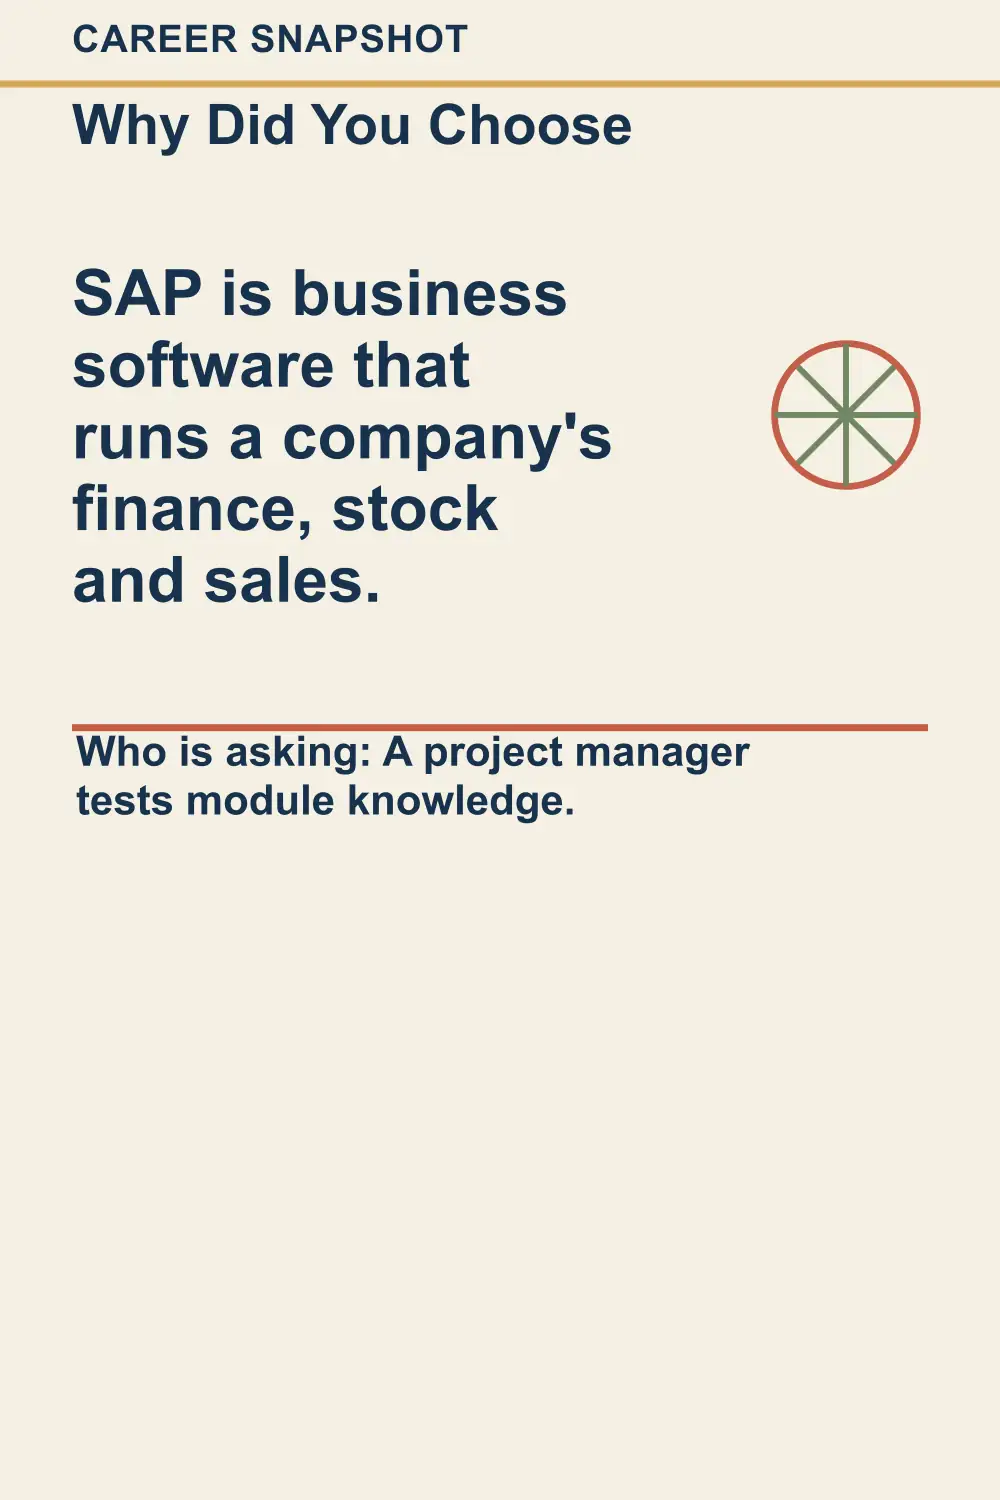 CAREER SNAPSHOT
Why Did You Choose
SAP is business
software that
runs a company's
finance, stock
and sales.
Who is asking: A project manager
tests module knowledge.